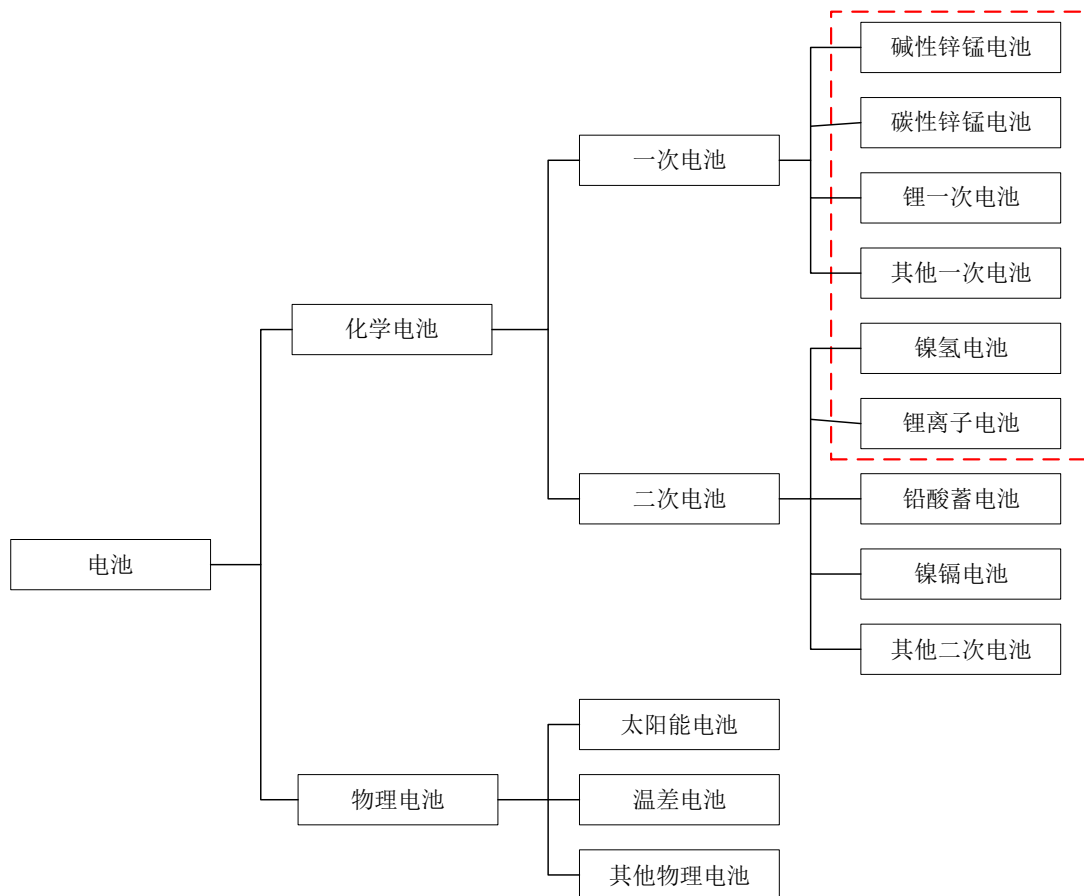 碱性锌锰电池
碳性锌锰电池
一次电池
锂一次电池
其他一次电池
化学电池
镍氢电池
锂离子电池
二次电池
铅酸蓄电池
电池
镍镉电池
其他二次电池
太阳能电池
物理电池
温差电池
其他物理电池